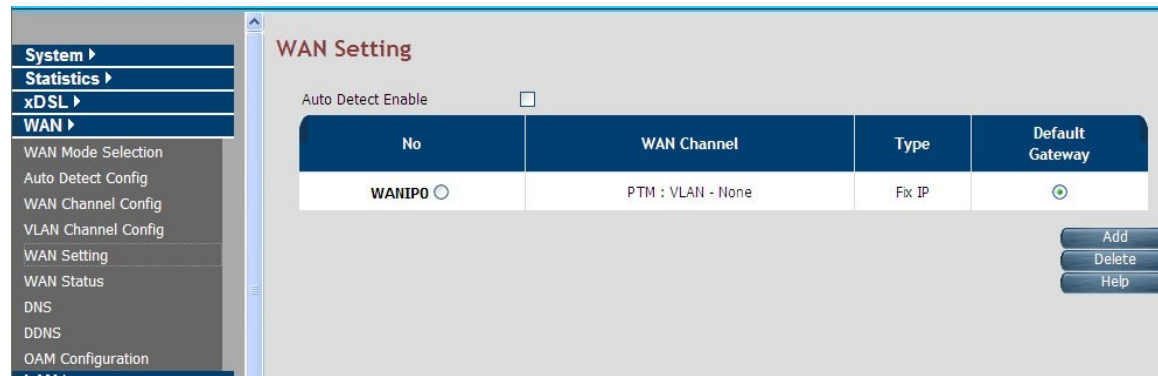 System
Statistics
xDSL
WAN
WAN Mode Selection
Auto Detect Config
WAN Channel Config
VLAN Channel Config
WAN Setting
WAN Status
DNS
DDNS
OAM Configuration
WAN Setting
Auto Detect Enable
No WAN Channel Type Default Gateway
WANIP0 PTM : VLAN - None Fix IP
Add
Delete
Help